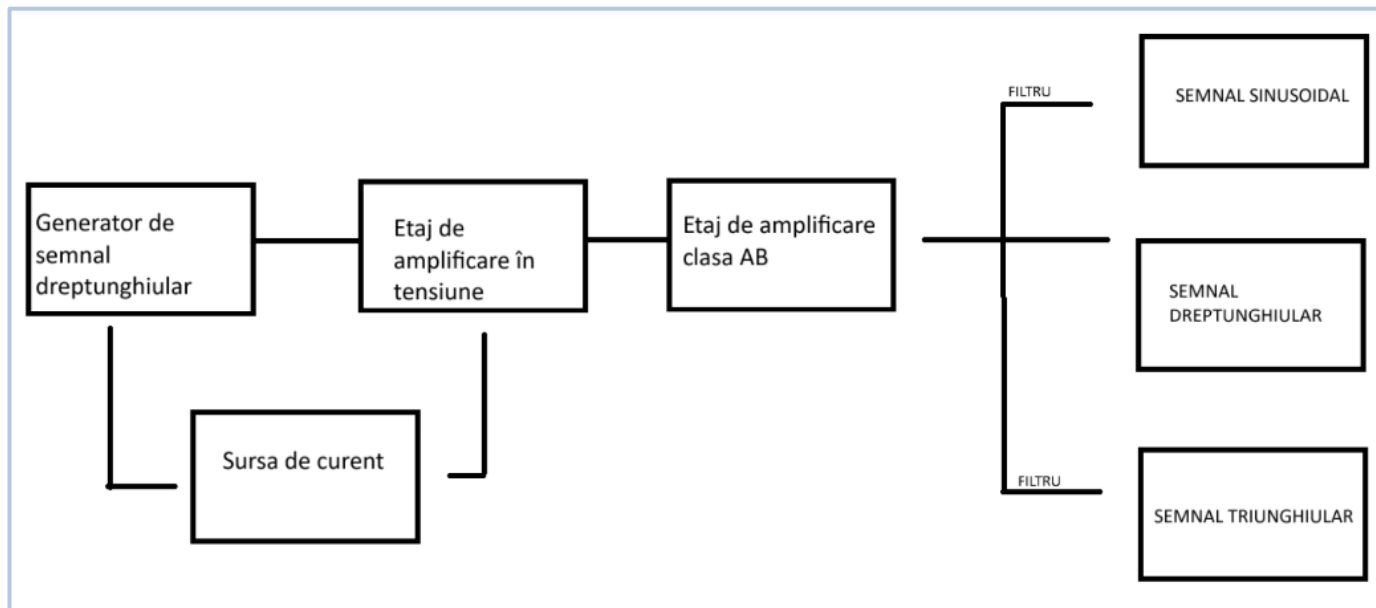 Generator de
semnal
dreptunghiular
Etaj de
amplificare în
tensiune
Etaj de amplificare
clasa AB
Sursa de curent
FILTRU
SEMNAL SINUSOIDAL
SEMNAL
DREPTUNGHIULAR
FILTRU
SEMNAL TRIUNGHIULAR